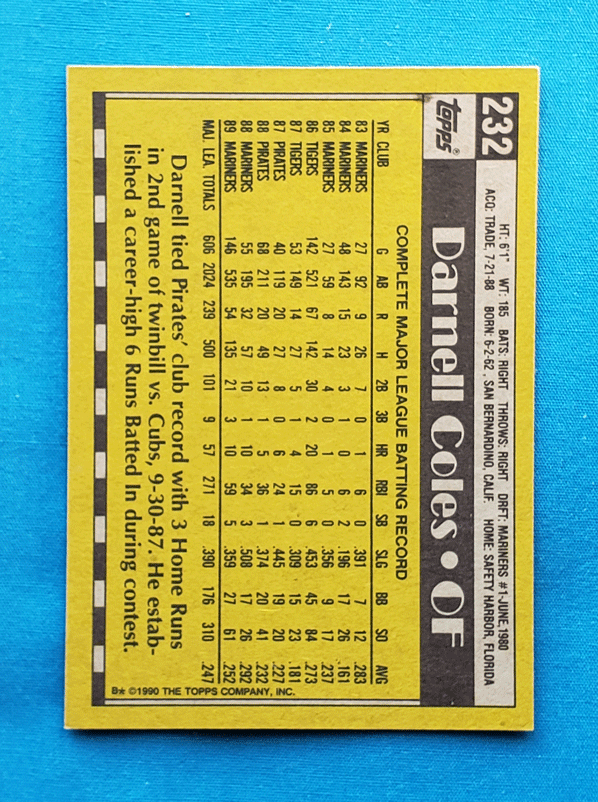 232
HT: 6'1" WT: 185 BATS: RIGHT THROWS: RIGHT DRFT: MARINERS #1-JUNE, 1980
ACQ: TRADE, 7-21-88 BORN: 6-2-62, SAN BERNARDINO, CALIF. HOME: SAFETY HARBOR, FLORIDA
topps® Darnell Coles • OF
COMPLETE MAJOR LEAGUE BATTING RECORD
YR CLUB G AB R H 2B 3B HR RBI SB SLG BB SO AVG
83 MARINERS 27 92 9 26 7 0 1 6 0 .391 7 12 .283
84 MARINERS 48 143 15 23 3 1 0 6 2 .196 17 26 .161
85 MARINERS 27 59 8 14 4 0 1 5 0 .356 9 17 .237
86 TIGERS 142 521 67 142 30 2 20 86 6 .453 45 84 .273
87 TIGERS 53 149 14 27 5 1 4 15 0 .309 15 23 .181
87 PIRATES 40 119 20 27 8 0 6 24 1 .445 19 20 .227
88 PIRATES 68 211 20 49 13 1 5 36 1 .374 20 41 .232
88 MARINERS 55 195 32 57 10 1 10 34 3 .508 17 26 .292
89 MARINERS 146 535 54 135 21 3 10 59 5 .359 27 61 .252
MAJ. LEA. TOTALS 606 2024 239 500 101 9 57 271 18 .390 176 310 .247
Darnell tied Pirates' club record with 3 Home Runs
in 2nd game of twinbill vs. Cubs, 9-30-87. He estab-
lished a career-high 6 Runs Batted In during contest.
B* ©1990 THE TOPPS COMPANY, INC.